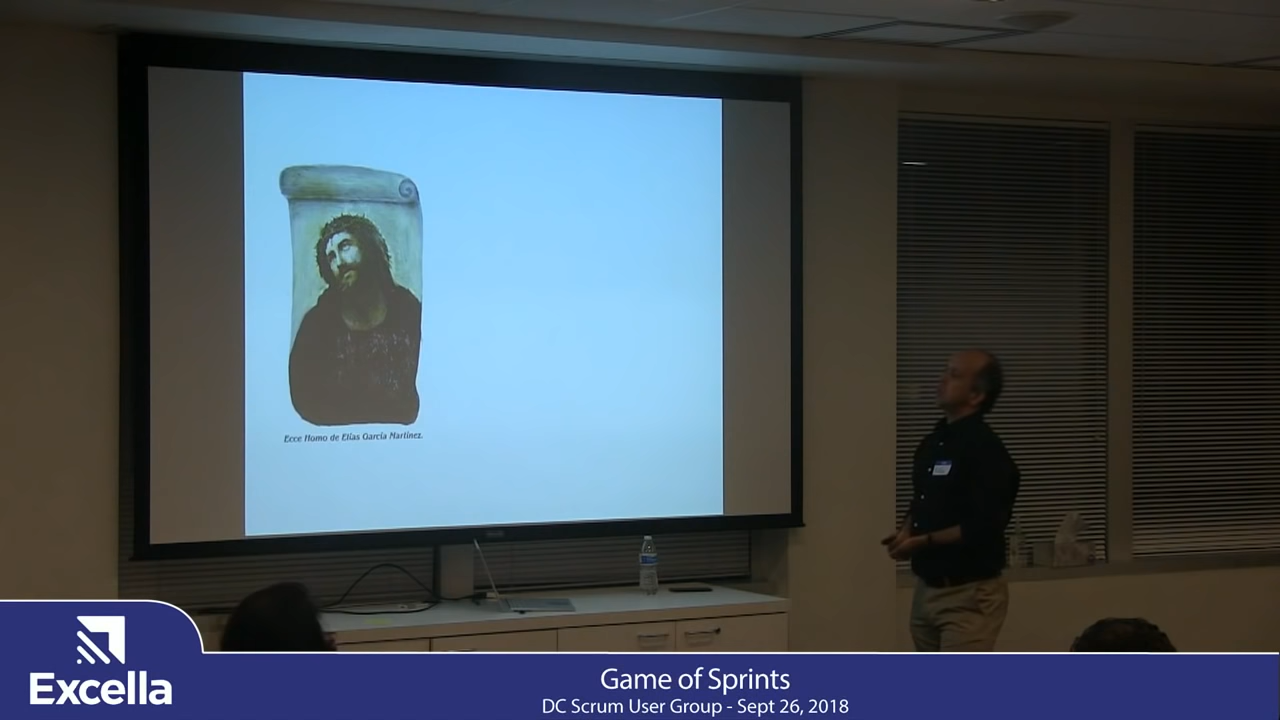 Ecce Homo de Elías García Martínez.
Excella
Game of Sprints
DC Scrum User Group - Sept 26, 2018